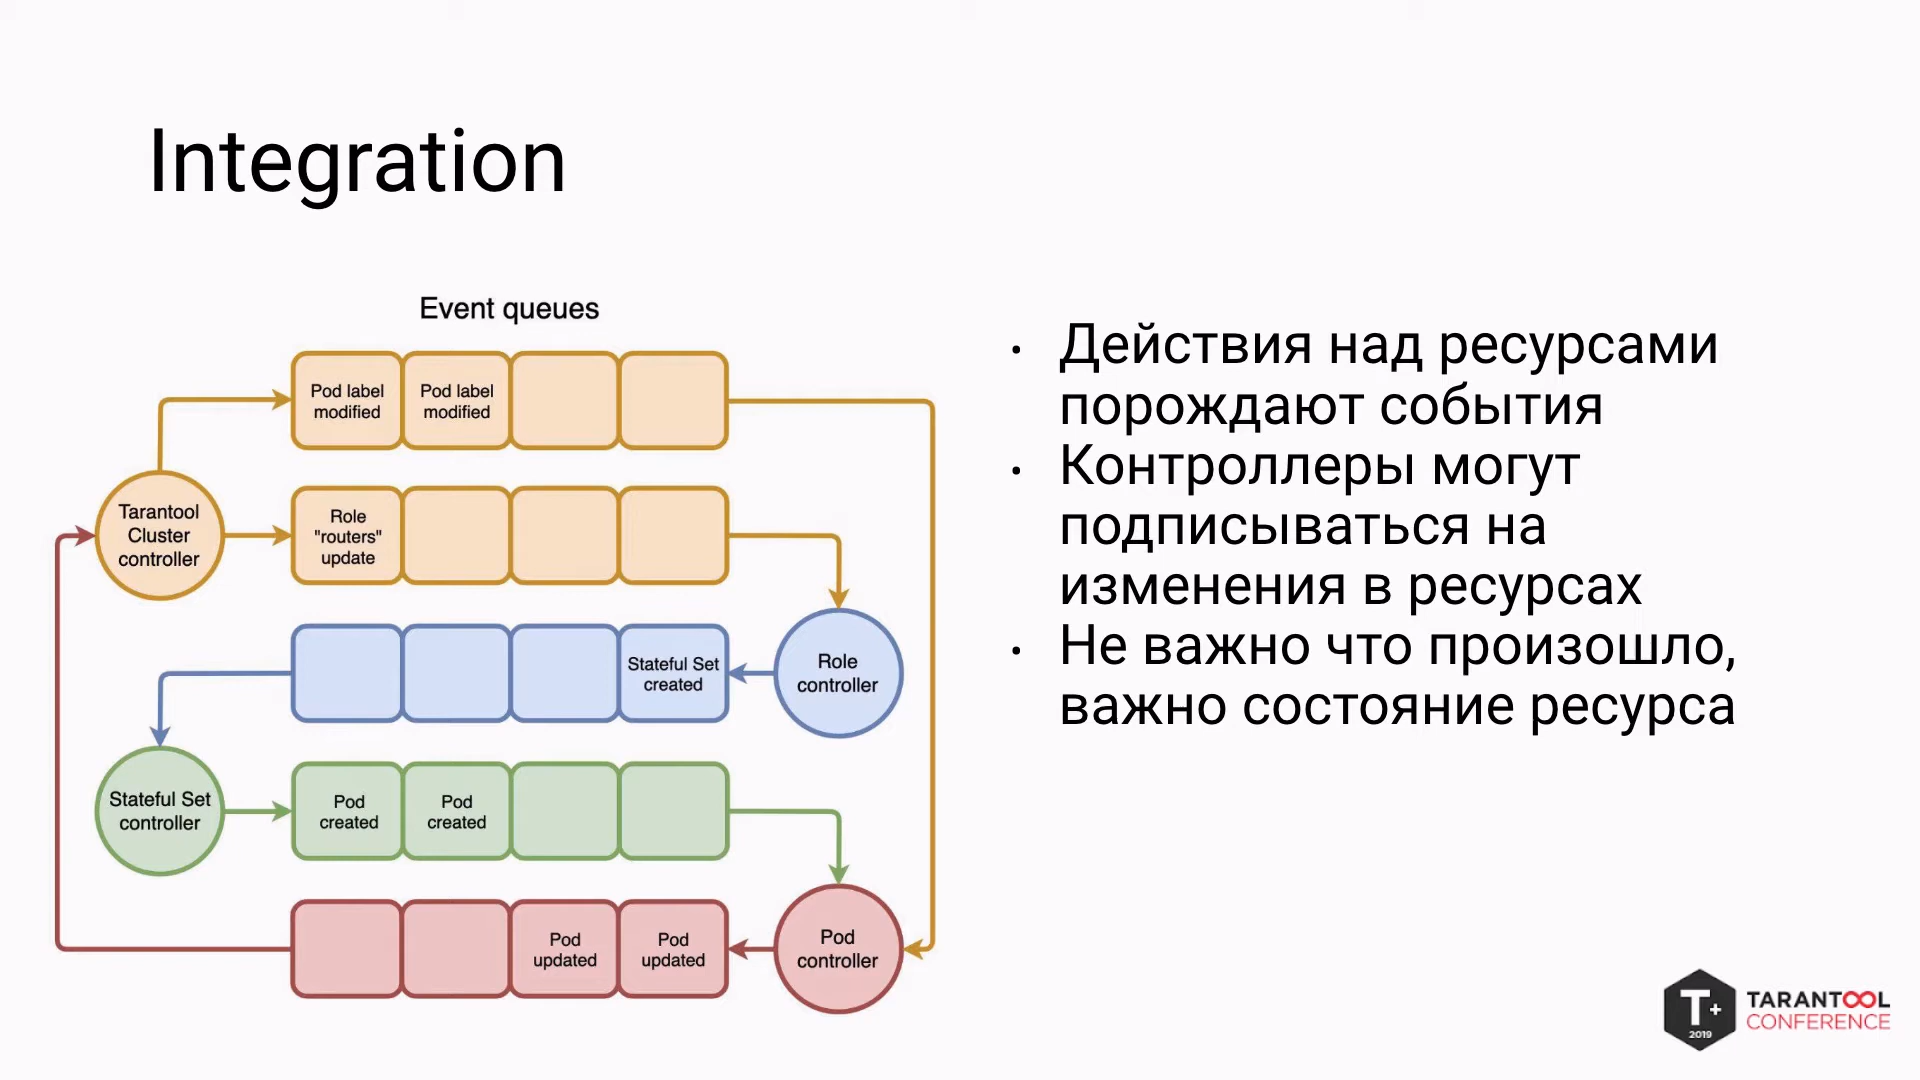 Integration
Event queues
Pod label
modified
Pod label
modified
Tarantool
Cluster
controller
Role
"routers"
update
Stateful Set
created
Role
controller
Stateful Set
controller
Pod
created
Pod
created
Pod
updated
Pod
updated
Pod
controller
• Действия над ресурсами
порождают события
• Контроллеры могут
подписываться на
изменения в ресурсах
• Не важно что произошло,
важно состояние ресурса
T+
2019
TARANTOOL
CONFERENCE